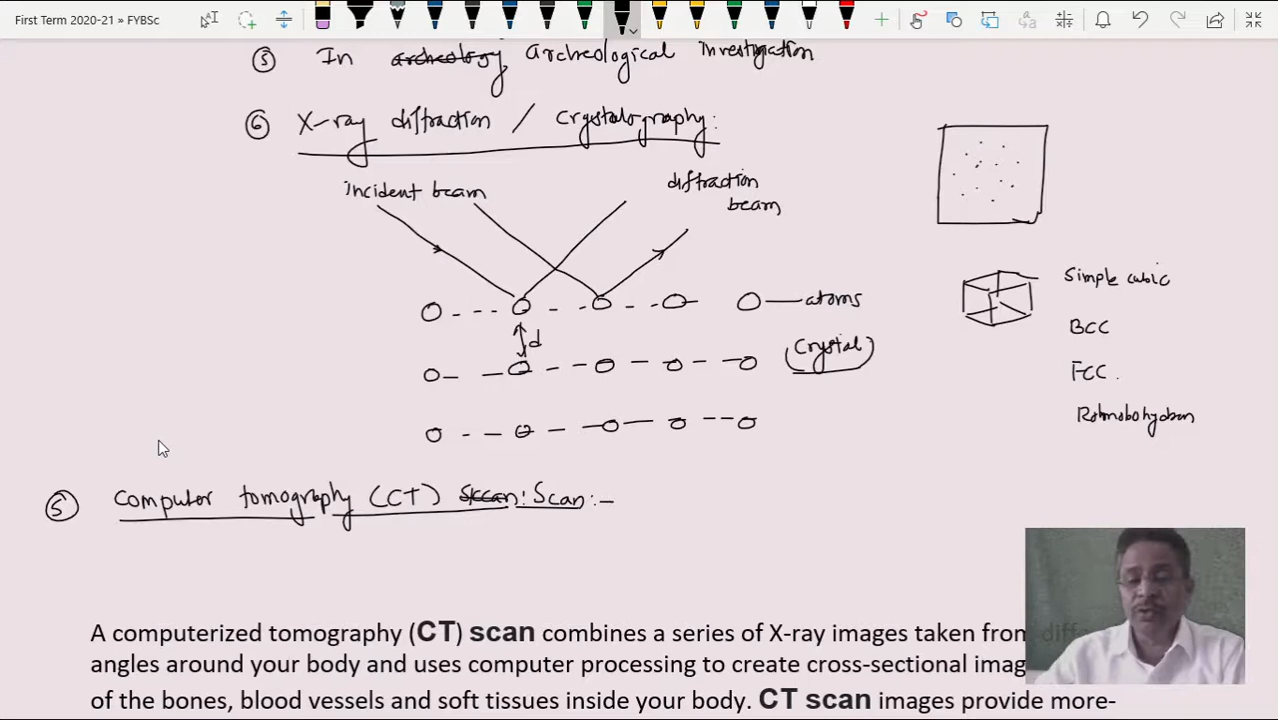 First Term 2020-21 » FYBSc
⑤ In archeology Archeological Investigation
⑥ X-ray diffraction / Crystalography:
incident beam
diffraction
beam
atoms
d
(Crystal)
Simple cubic
BCC
FCC.
⑤ Computer tomography (CT) Sccan: Scan:-
A computerized tomography (CT) scan combines a series of X-ray images taken from
angles around your body and uses computer processing to create cross-sectional
of the bones, blood vessels and soft tissues inside your body. CT scan images provide more-